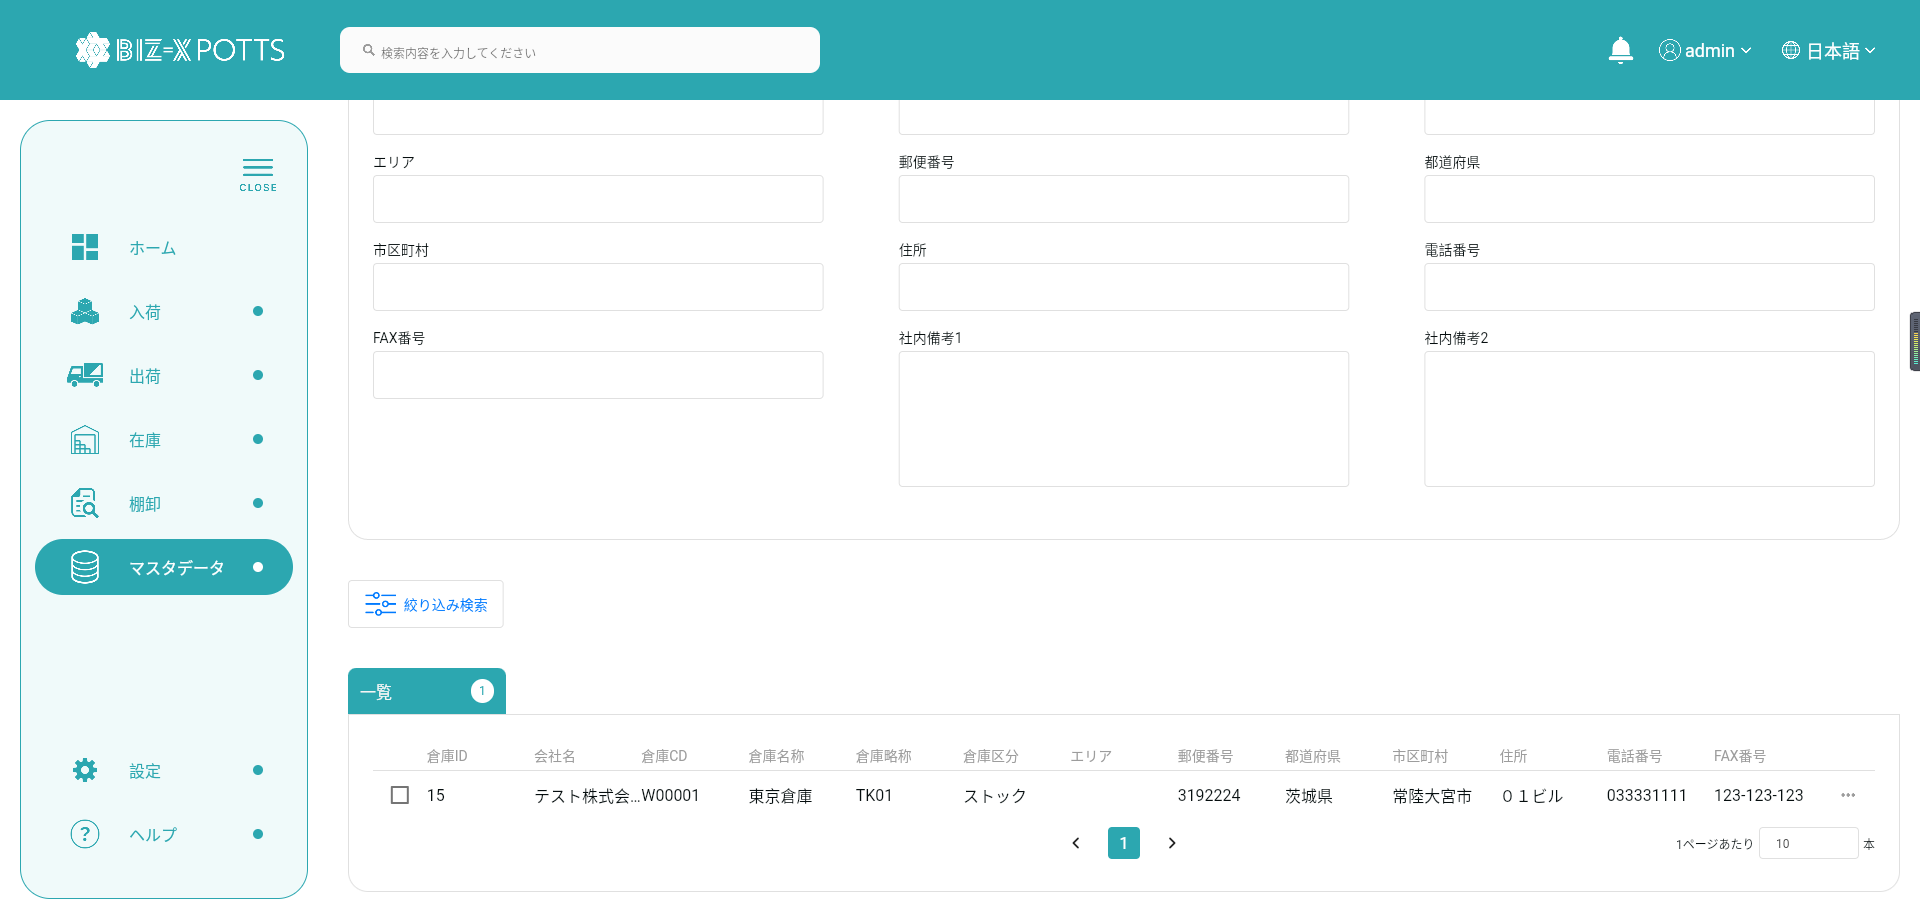 BIZ=X POTTS
検索内容を入力してください
admin
日本語
CLOSE
ホーム
入荷
出荷
在庫
棚卸
マスタデータ
設定
?
ヘルプ
エリア 郵便番号 都道府県
市区町村 住所 電話番号
FAX番号 社内備考1 社内備考2
絞り込み検索
一覧 1
倉庫ID 会社名 倉庫CD 倉庫名称 倉庫略称 倉庫区分 エリア 郵便番号 都道府県 市区町村 住所 電話番号 FAX番号
15 テスト株式会... W00001 東京倉庫 TK01 ストック 3192224 茨城県 常陸大宮市 ０１ビル 033331111 123-123-123 ...
1
1ページあたり 10 本